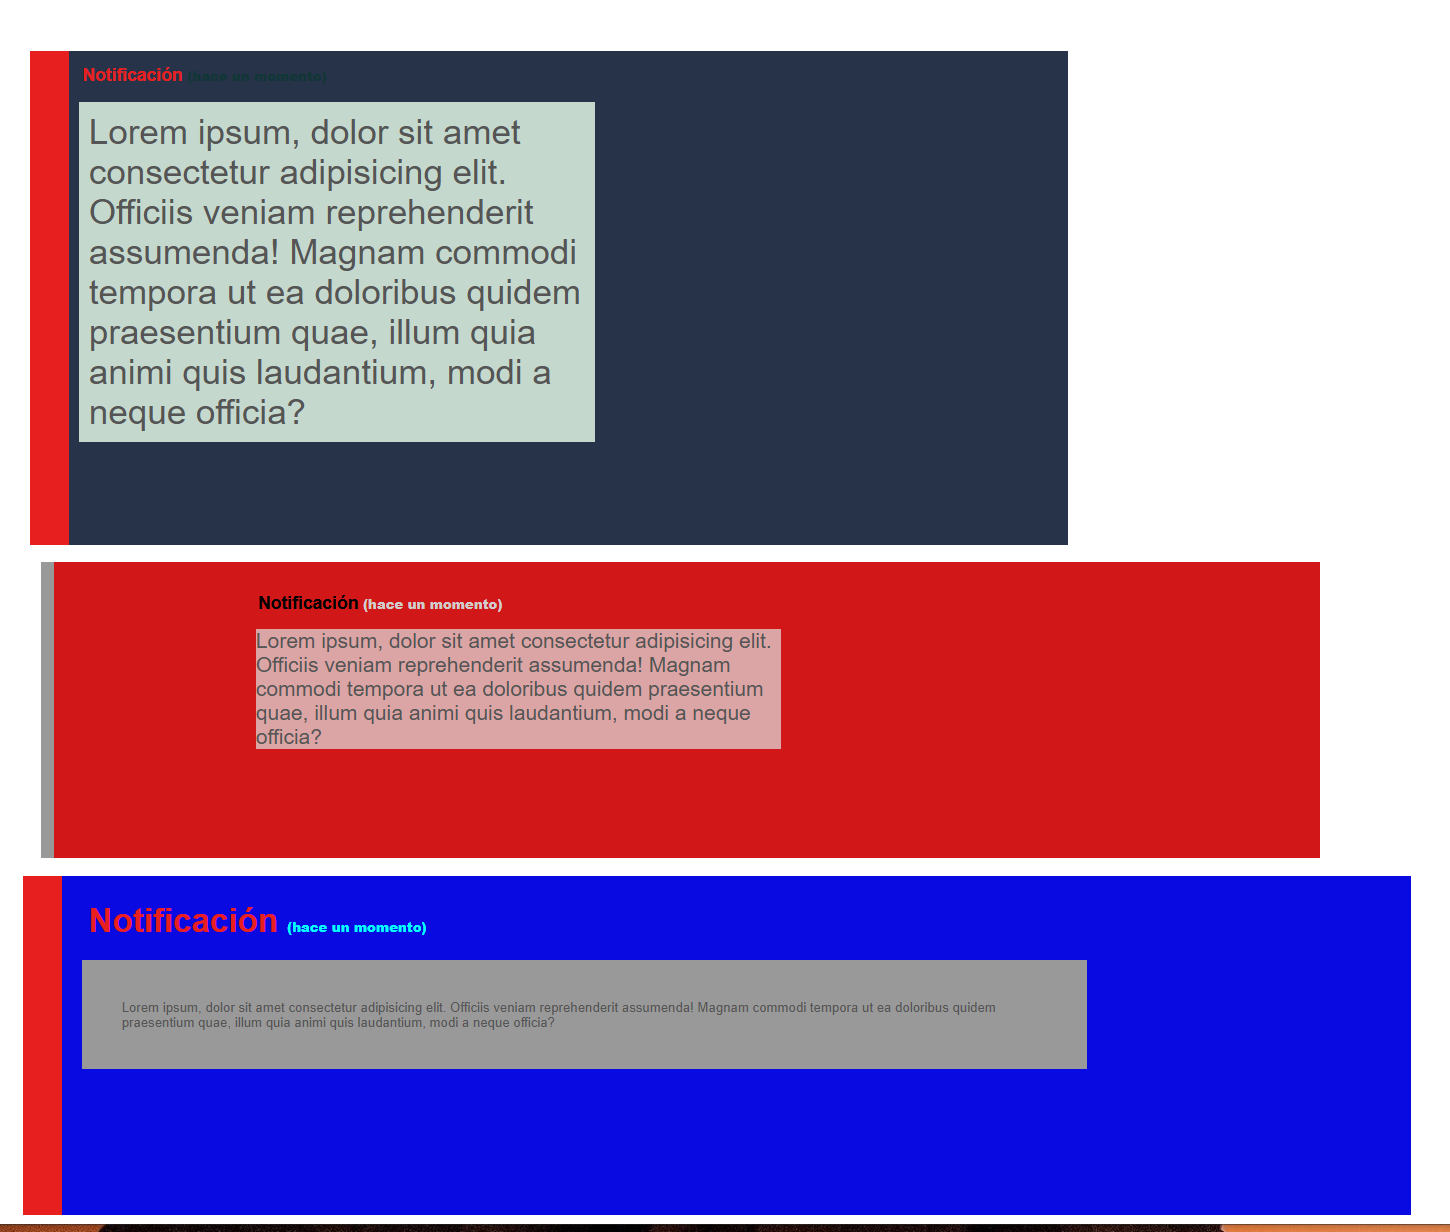 Notificación (hace un momento)
Lorem ipsum, dolor sit amet
consectetur adipisicing elit.
Officiis veniam reprehenderit
assumenda! Magnam commodi
tempora ut ea doloribus quidem
praesentium quae, illum quia
animi quis laudantium, modi a
neque officia?
Notificación (hace un momento)
Lorem ipsum, dolor sit amet consectetur adipisicing elit.
Officiis veniam reprehenderit assumenda! Magnam
commodi tempora ut ea doloribus quidem praesentium
quae, illum quia animi quis laudantium, modi a neque
officia?
Notificación (hace un momento)
Lorem ipsum, dolor sit amet consectetur adipisicing elit. Officiis veniam reprehenderit assumenda! Magnam commodi tempora ut ea doloribus quidem
praesentium quae, illum quia animi quis laudantium, modi a neque officia?